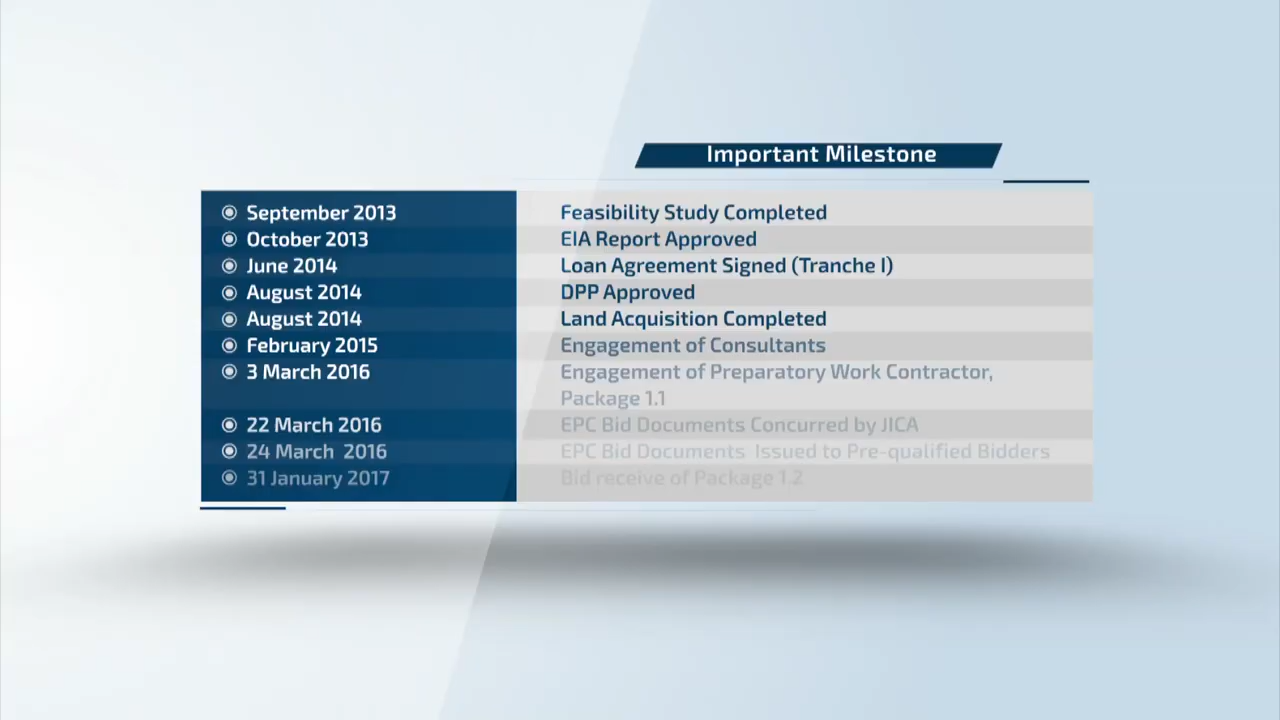 Important Milestone
September 2013 Feasibility Study Completed
October 2013 EIA Report Approved
June 2014 Loan Agreement Signed (Tranche I)
August 2014 DPP Approved
August 2014 Land Acquisition Completed
February 2015 Engagement of Consultants
3 March 2016 Engagement of Preparatory Work Contractor,
Package 1.1
22 March 2016 EPC Bid Documents Concurred by JICA
24 March 2016 EPC Bid Documents Issued to Pre-qualified Bidders
31 January 2017 Bid receive of Package 1.2